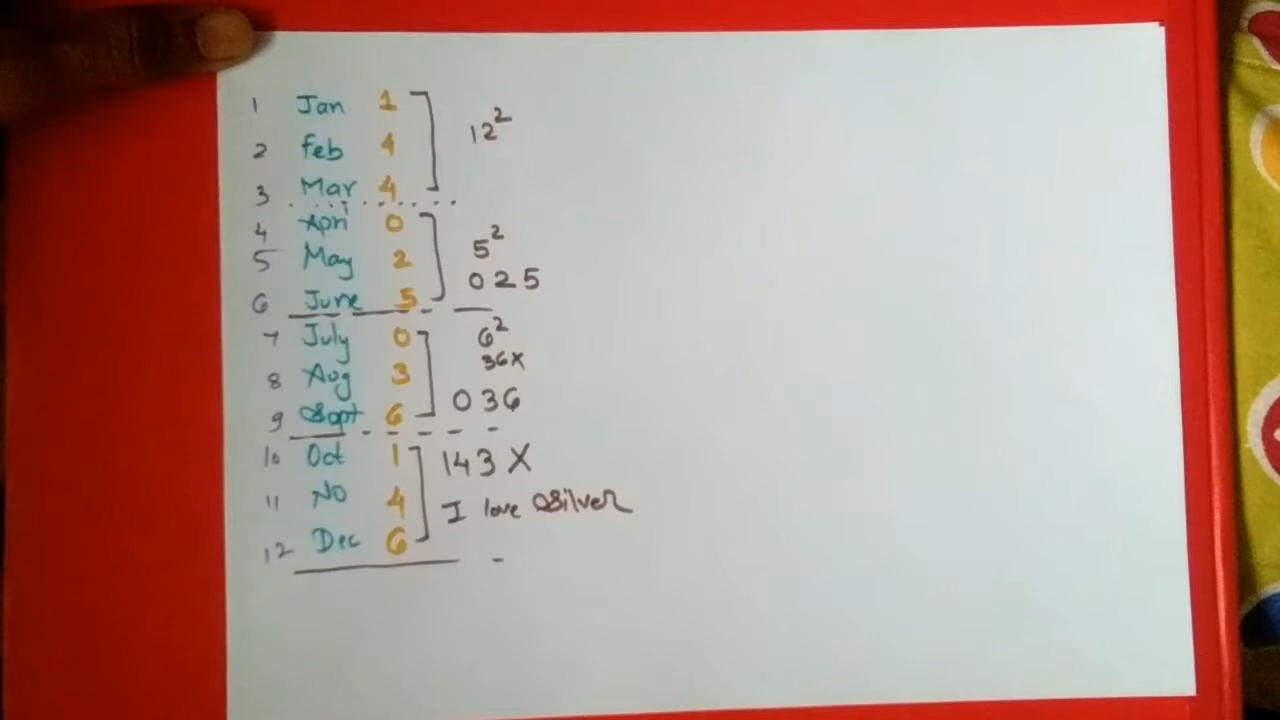 1 Jan 1
2 Feb 4 12²
3 Mar 4
4 Apri 0
5 May 2 5²
025
6 June 5
7 July 0 6²
36x
8 Aug 3
9 Sept 6 036
10 Oct 1 143 X
11 No 4 I love Silver
12 Dec 6